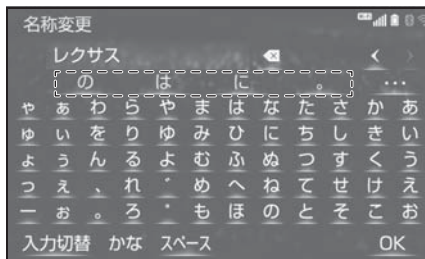 名称変更
レクサス
の は に 。
ゃ ぁ わ ら や ま は な た さ か あ
ゅ ぃ を り ゆ み ひ に ち し き い
ょ ぅ ん る よ む ふ ぬ つ す く う
っ ぇ 、 れ ゛ め へ ね て せ け え
ー ぉ 。 ろ ゜ も ほ の と そ こ お
入力切替 かな スペース OK